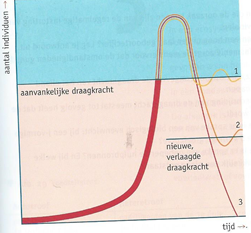 aantal individuen →
aanvankelijke draagkracht
1
2
nieuwe,
verlaagde
draagkracht
3
tijd →